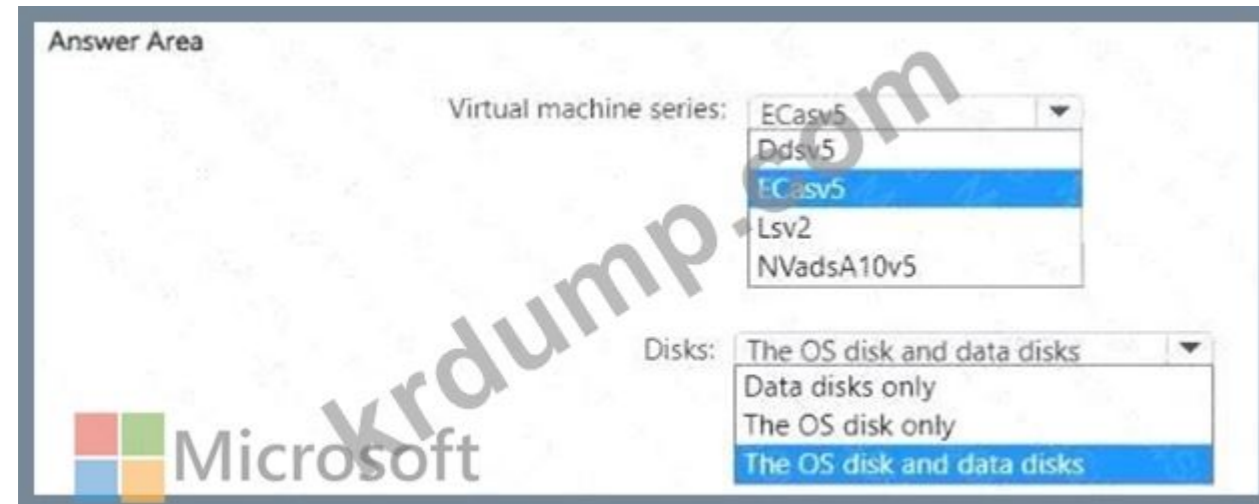 Answer Area
Virtual machine series: ECasv5
Ddsv5
ECasv5
Lsv2
NVadsA10v5
Disks: The OS disk and data disks
Data disks only
The OS disk only
The OS disk and data disks
Microsoft
krdump.com